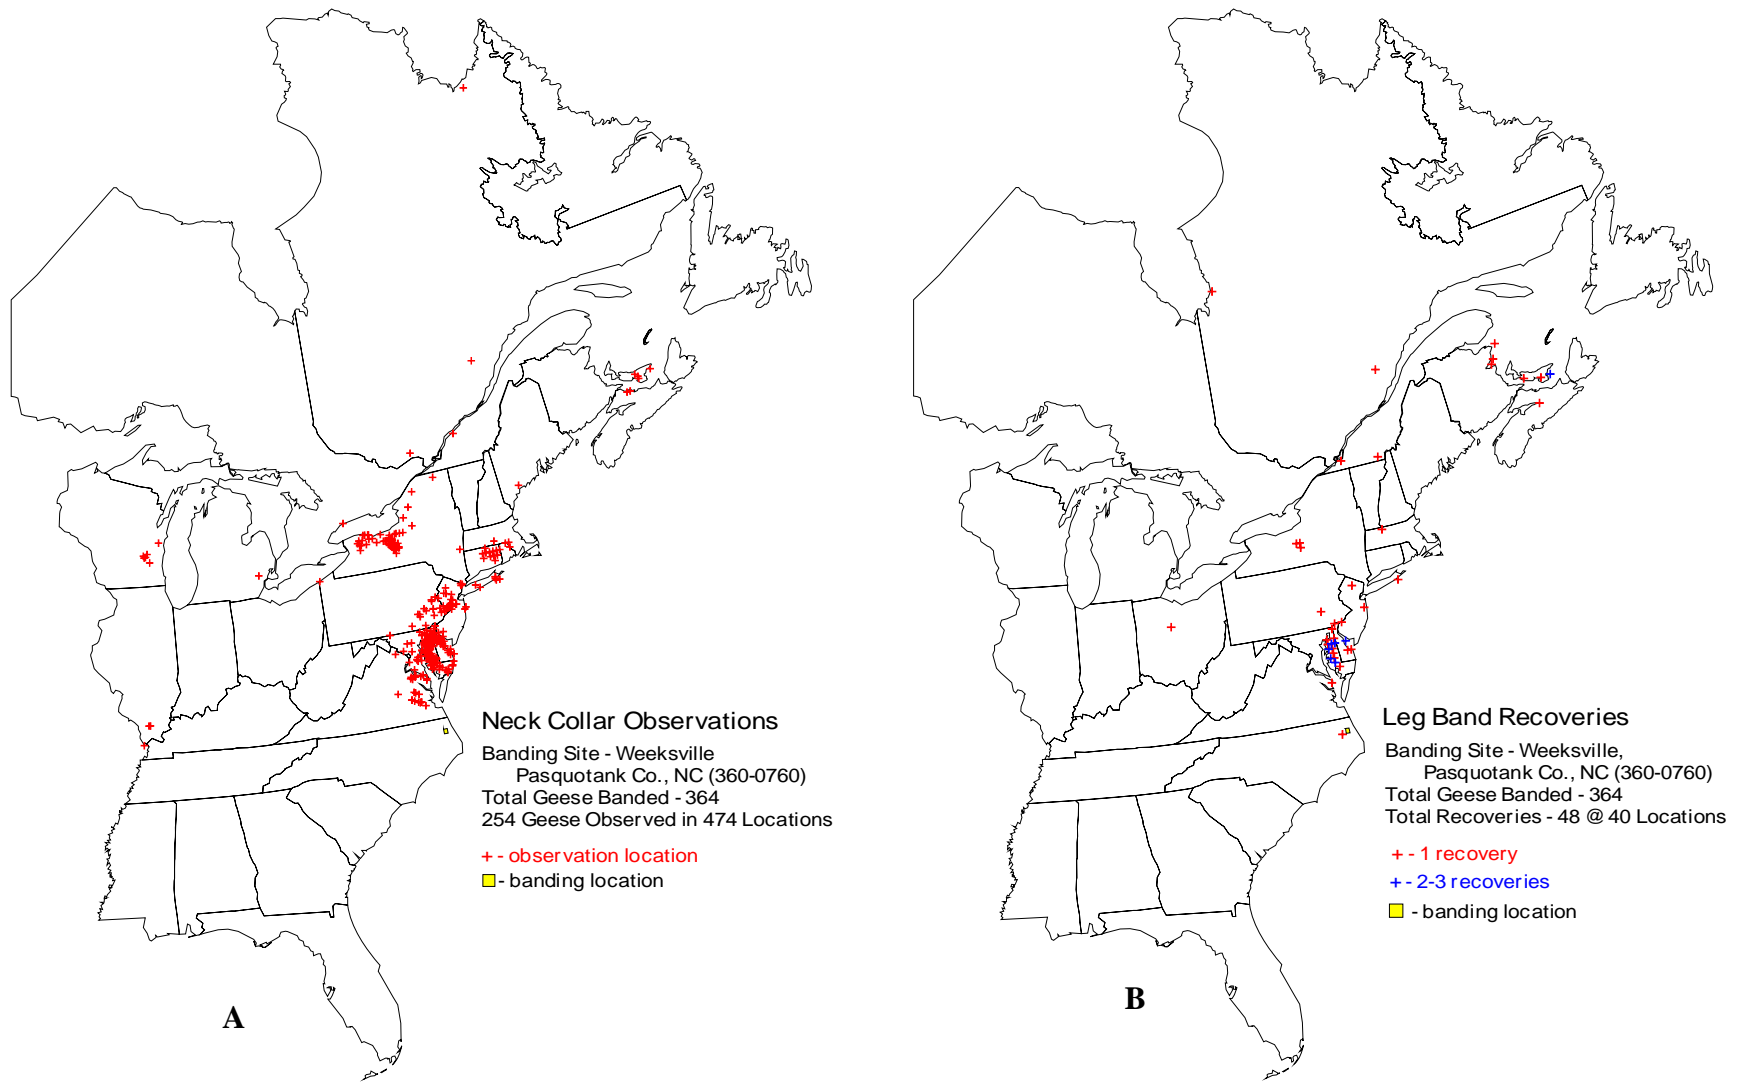 Neck Collar Observations
Banding Site - Weeksville
Pasquotank Co., NC (360-0760)
Total Geese Banded - 364
254 Geese Observed in 474 Locations
+ - observation location
- banding location
A
Leg Band Recoveries
Banding Site - Weeksville,
Pasquotank Co., NC (360-0760)
Total Geese Banded - 364
Total Recoveries - 48 @ 40 Locations
+ - 1 recovery
+ - 2-3 recoveries
- banding location
B